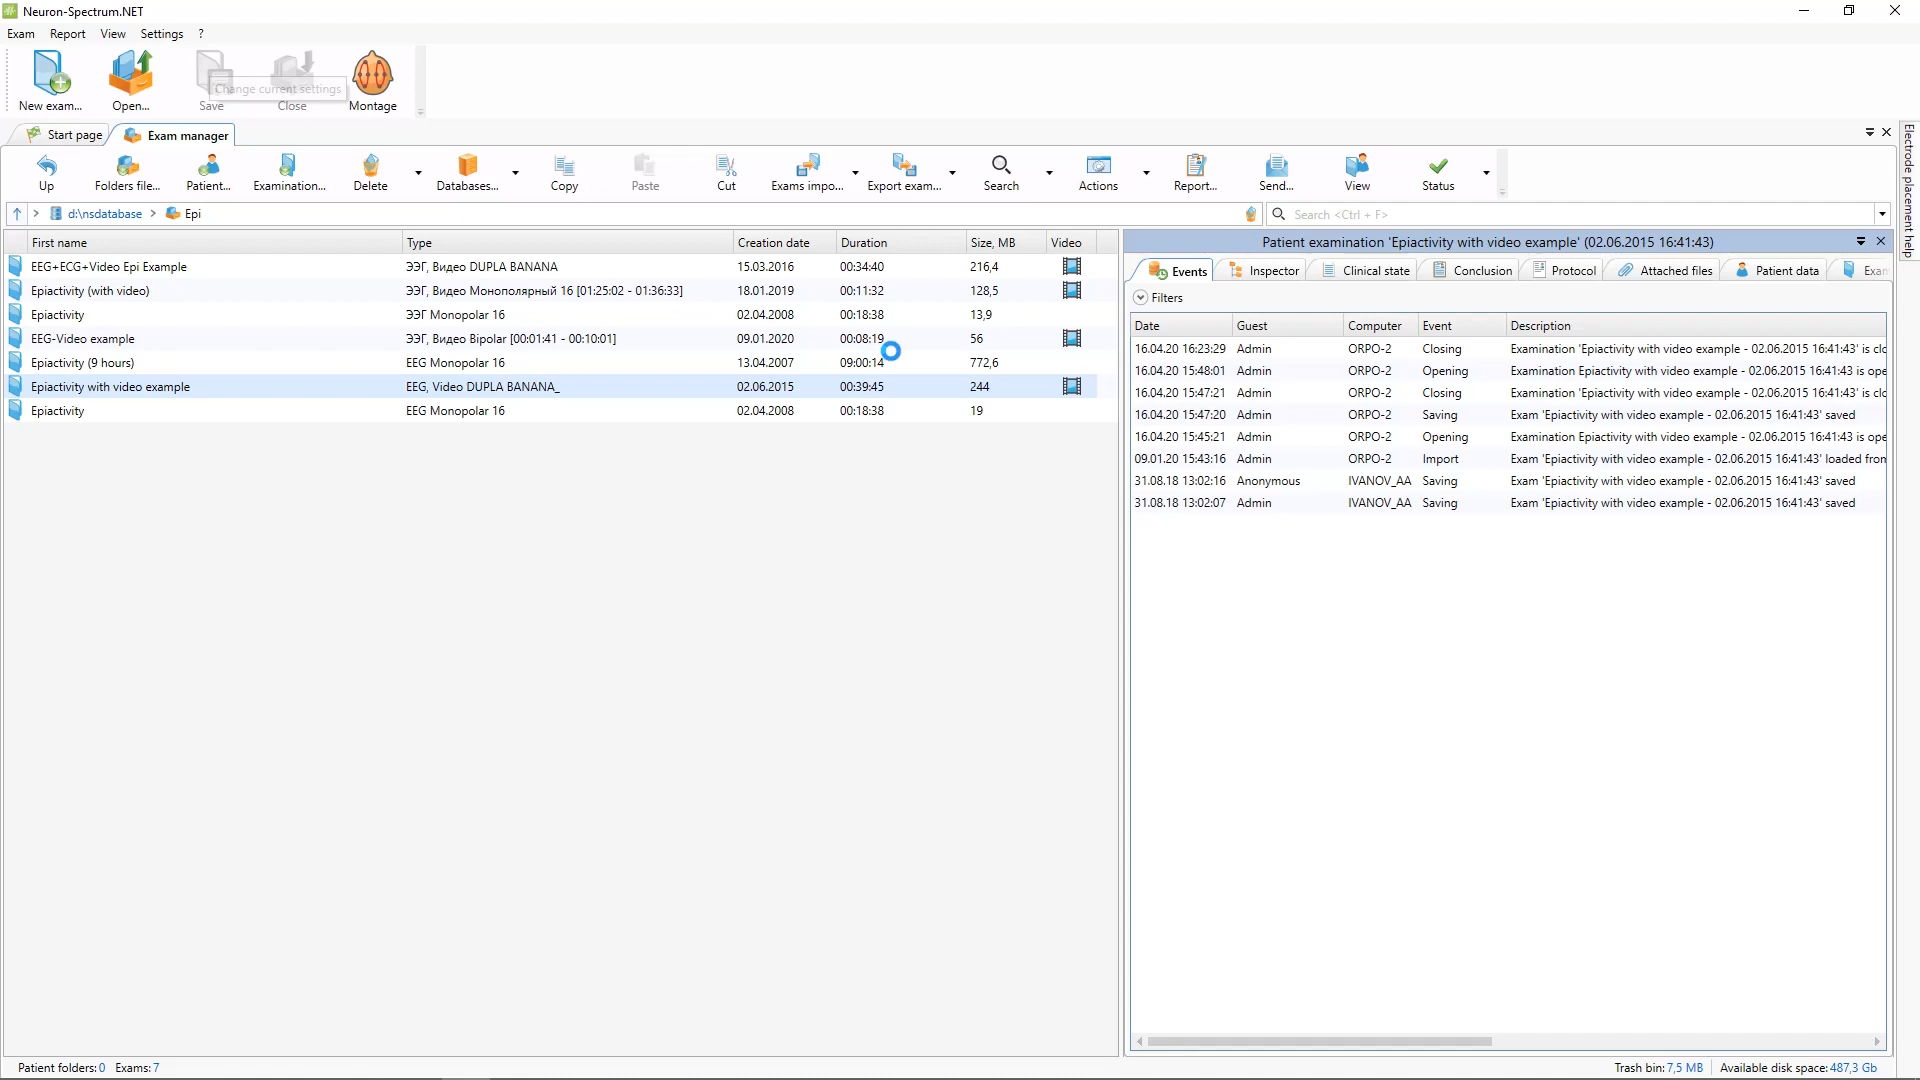 Neuron-Spectrum.NET
Exam Report View Settings ?
New exam... Open... Save Close Montage
Change current settings
Start page Exam manager
Up Folders file... Patient... Examination... Delete Databases... Copy Paste Cut Exams impo... Export exam... Search Actions Report... Send... View Status
d:\nsdatabase > Epi
Search <Ctrl + F>
First name Type Creation date Duration Size, MB Video
EEG+ECG+Video Epi Example ЭЭГ, Видео DUPLA BANANA 15.03.2016 00:34:40 216,4
Epiactivity (with video) ЭЭГ, Видео Монополярный 16 [01:25:02 - 01:36:33] 18.01.2019 00:11:32 128,5
Epiactivity ЭЭГ Monopolar 16 02.04.2008 00:18:38 13,9
EEG-Video example ЭЭГ, Видео Bipolar [00:01:41 - 00:10:01] 09.01.2020 00:08:19 56
Epiactivity (9 hours) EEG Monopolar 16 13.04.2007 09:00:14 772,6
Epiactivity with video example EEG, Video DUPLA BANANA_ 02.06.2015 00:39:45 244
Epiactivity EEG Monopolar 16 02.04.2008 00:18:38 19
Patient examination 'Epiactivity with video example' (02.06.2015 16:41:43)
Events Inspector Clinical state Conclusion Protocol Attached files Patient data Exam
Filters
Date Guest Computer Event Description
16.04.20 16:23:29 Admin ORPO-2 Closing Examination 'Epiactivity with video example - 02.06.2015 16:41:43' is clo
16.04.20 15:48:01 Admin ORPO-2 Opening Examination Epiactivity with video example - 02.06.2015 16:41:43 is ope
16.04.20 15:47:21 Admin ORPO-2 Closing Examination 'Epiactivity with video example - 02.06.2015 16:41:43' is clo
16.04.20 15:47:20 Admin ORPO-2 Saving Exam 'Epiactivity with video example - 02.06.2015 16:41:43' saved
16.04.20 15:45:21 Admin ORPO-2 Opening Examination Epiactivity with video example - 02.06.2015 16:41:43 is ope
09.01.20 15:43:16 Admin ORPO-2 Import Exam 'Epiactivity with video example - 02.06.2015 16:41:43' loaded from
31.08.18 13:02:16 Anonymous IVANOV_AA Saving Exam 'Epiactivity with video example - 02.06.2015 16:41:43' saved
31.08.18 13:02:07 Admin IVANOV_AA Saving Exam 'Epiactivity with video example - 02.06.2015 16:41:43' saved
Electrode placement help
Patient folders: 0 Exams: 7
Trash bin: 7,5 MB Available disk space: 487,3 Gb